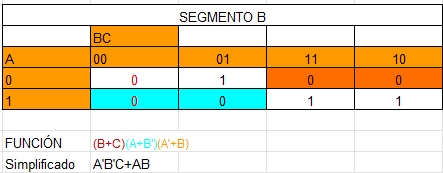 SEGMENTO B
BC
A 00 01 11 10
0 0 1 0 0
1 0 0 1 1
FUNCIÓN (B+C)(A+B')(A'+B)
Simplificado A'B'C+AB